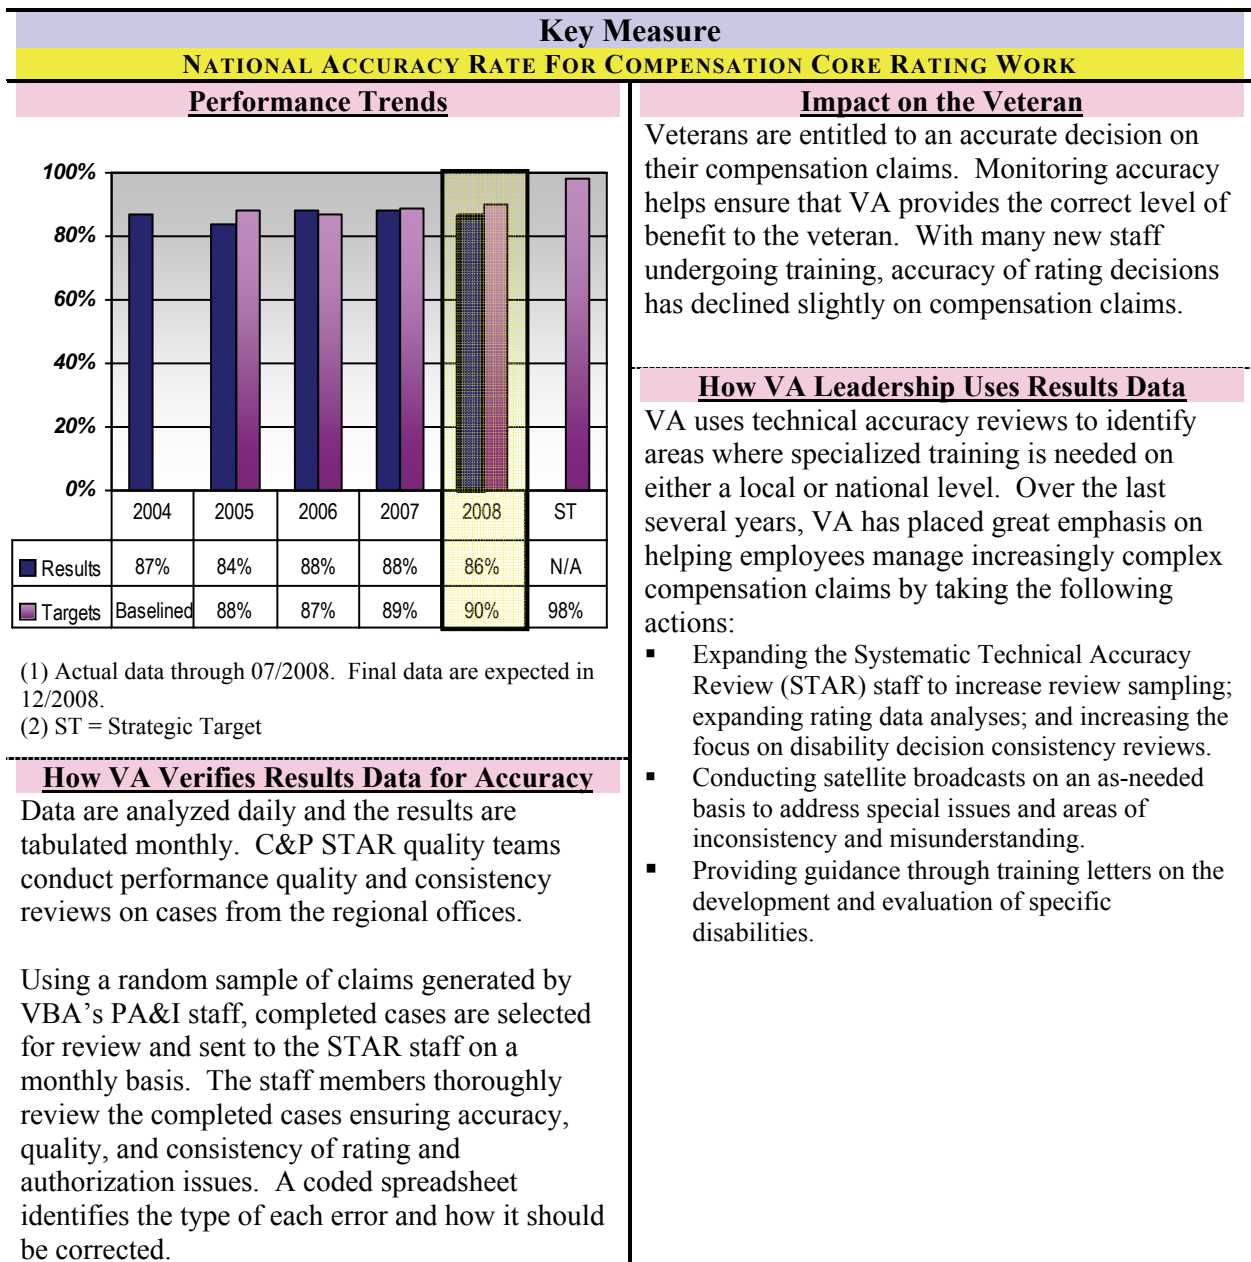 Key Measure
NATIONAL ACCURACY RATE FOR COMPENSATION CORE RATING WORK
Performance Trends
100%
80%
60%
40%
20%
0%
2004 2005 2006 2007 2008 ST
Results 87% 84% 88% 88% 86% N/A
Targets Baselined 88% 87% 89% 90% 98%
(1) Actual data through 07/2008. Final data are expected in
12/2008.
(2) ST = Strategic Target
How VA Verifies Results Data for Accuracy
Data are analyzed daily and the results are
tabulated monthly. C&P STAR quality teams
conduct performance quality and consistency
reviews on cases from the regional offices.
Using a random sample of claims generated by
VBA's PA&I staff, completed cases are selected
for review and sent to the STAR staff on a
monthly basis. The staff members thoroughly
review the completed cases ensuring accuracy,
quality, and consistency of rating and
authorization issues. A coded spreadsheet
identifies the type of each error and how it should
be corrected.
Impact on the Veteran
Veterans are entitled to an accurate decision on
their compensation claims. Monitoring accuracy
helps ensure that VA provides the correct level of
benefit to the veteran. With many new staff
undergoing training, accuracy of rating decisions
has declined slightly on compensation claims.
How VA Leadership Uses Results Data
VA uses technical accuracy reviews to identify
areas where specialized training is needed on
either a local or national level. Over the last
several years, VA has placed great emphasis on
helping employees manage increasingly complex
compensation claims by taking the following
actions:
▪ Expanding the Systematic Technical Accuracy
Review (STAR) staff to increase review sampling;
expanding rating data analyses; and increasing the
focus on disability decision consistency reviews.
▪ Conducting satellite broadcasts on an as-needed
basis to address special issues and areas of
inconsistency and misunderstanding.
▪ Providing guidance through training letters on the
development and evaluation of specific
disabilities.